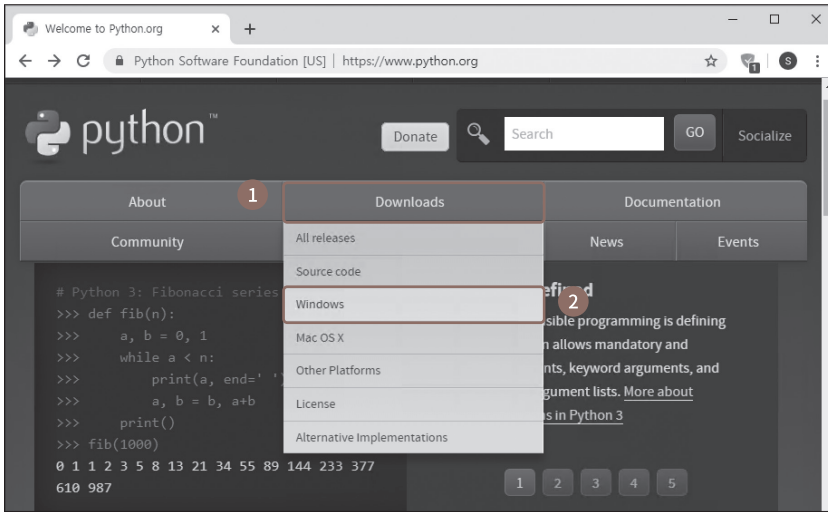 Welcome to Python.org
Python Software Foundation [US] | https://www.python.org
1
S
python™
Donate
Search
GO
Socialize
About
1
Downloads
Documentation
Community
News
Events
All releases
Source code
Windows
2
Mac OS X
Other Platforms
License
Alternative Implementations
# Python 3: Fibonacci series
>>> def fib(n):
>>>     a, b = 0, 1
>>>     while a < n:
>>>         print(a, end=' ')
>>>         a, b = b, a+b
>>>     print()
>>> fib(1000)
0 1 1 2 3 5 8 13 21 34 55 89 144 233 377
610 987
programming is defining
allows mandatory and
keyword arguments, and
lists. More about
in Python 3
1 2 3 4 5